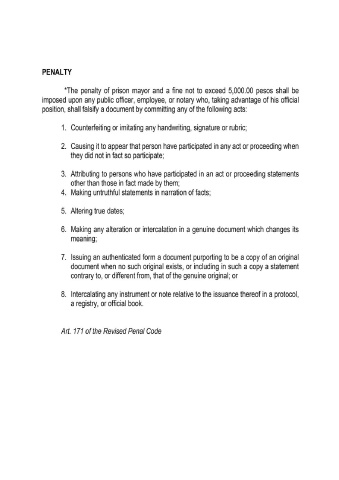 PENALTY
"The penalty of prison mayor and a fine not to exceed 5,000.00 pesos shall be
imposed upon any public officer, employee, or notary who, taking advantage of his official
position, shall falsify a document by committing any of the following acts:
1. Counterfeiting or imitating any handwriting, signature or rubric;
2. Causing it to appear that person have participated in any act or proceeding when
they did not in fact so participate;
3. Attributing to persons who have participated in an act or proceeding statements
other than those in fact made by them;
4. Making untruthful statements in narration of facts;
5. Altering true dates;
6. Making any alteration or intercalation in a genuine document which changes its
meaning;
7. Issuing an authenticated form a document purporting to be a copy of an original
document when no such original exists, or including in such a copy a statement
contrary to, or different from, that of the genuine original; or
8. Intercalating any instrument or note relative to the issuance thereof in a protocol,
a registry, or official book.
Art. 171 of the Revised Penal Code